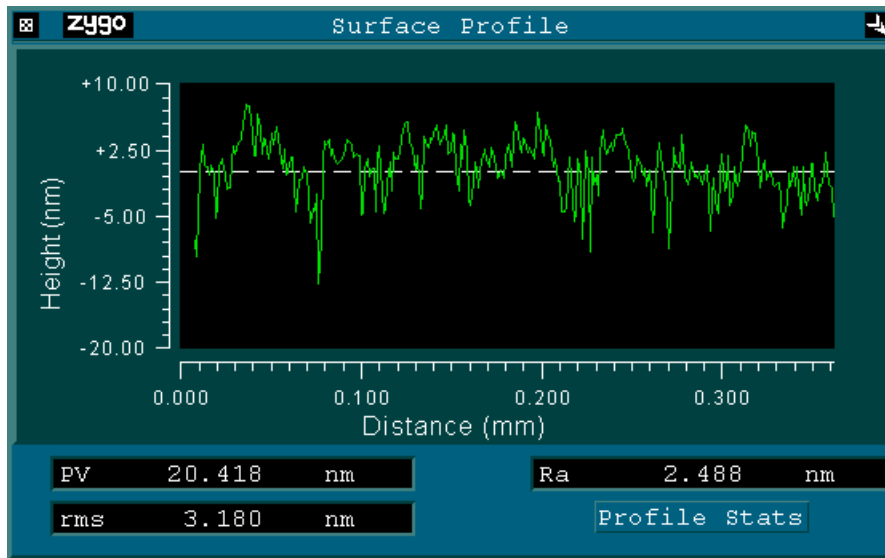 zygo Surface Profile
+10.00
+2.50
-5.00
-12.50
-20.00
Height (nm)
0.000 0.100 0.200 0.300
Distance (mm)
PV 20.418 nm Ra 2.488 nm
rms 3.180 nm Profile Stats